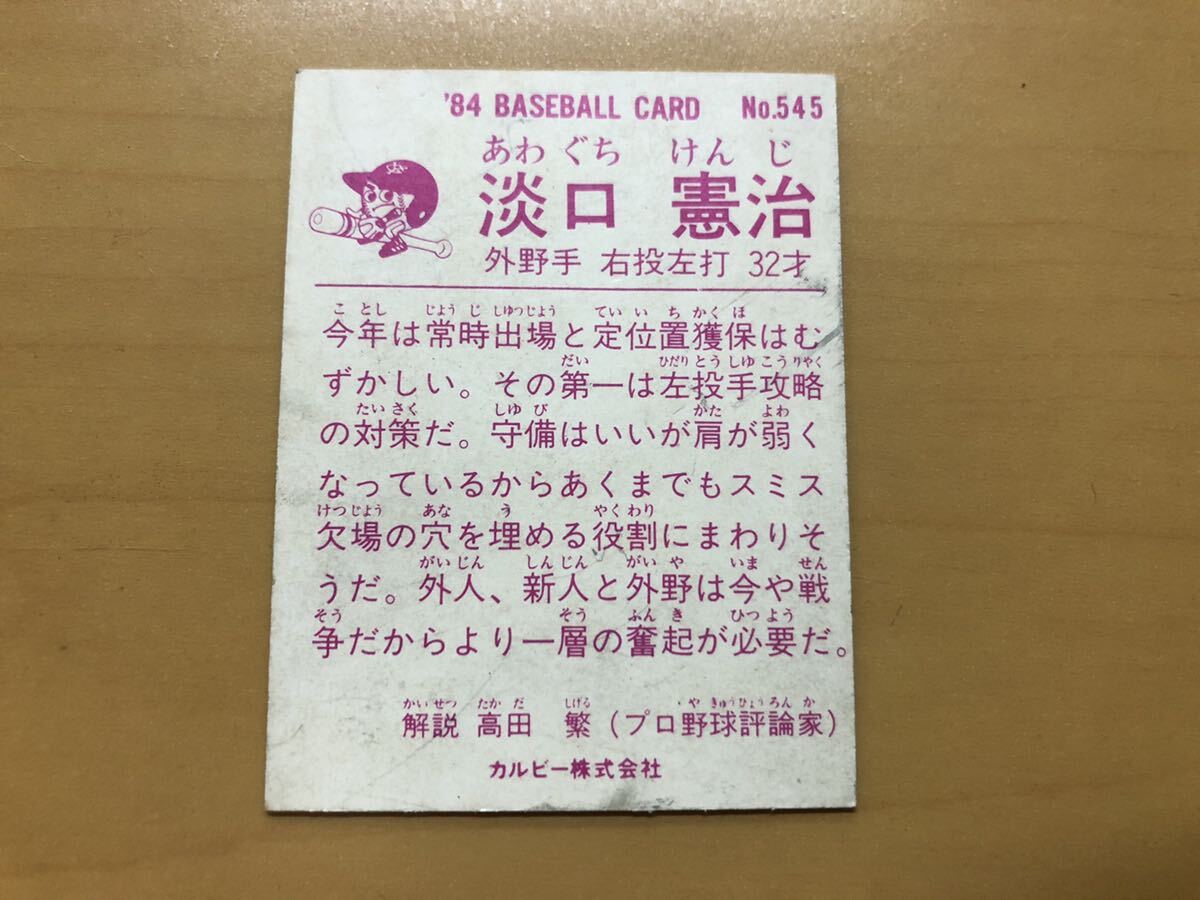 '84 BASEBALL CARD No.545
あわ ぐち けん じ
淡口 憲治
外野手 右投左打 32才
こ とし じょう じ しゆつじょう てい い ち かく ほ
今年は常時出場と定位置獲保はむ
だい ひだり とう しゆ こう りやく
ずかしい。その第一は左投手攻略
たい さく しゆ び かた よわ
の対策だ。守備はいいが肩が弱く
なっているからあくまでもスミス
けつ じょう あな う やく わり
欠場の穴を埋める役割にまわりそ
がい じん しん じん がい や いま せん
うだ。外人、新人と外野は今や戦
そう そう ふん き ひつ よう
争だからより一層の奮起が必要だ。
かい せつ たか だ しげる や きゅう ひょう ろん か
解説 高田 繁 (プロ野球評論家)
カルビー株式会社